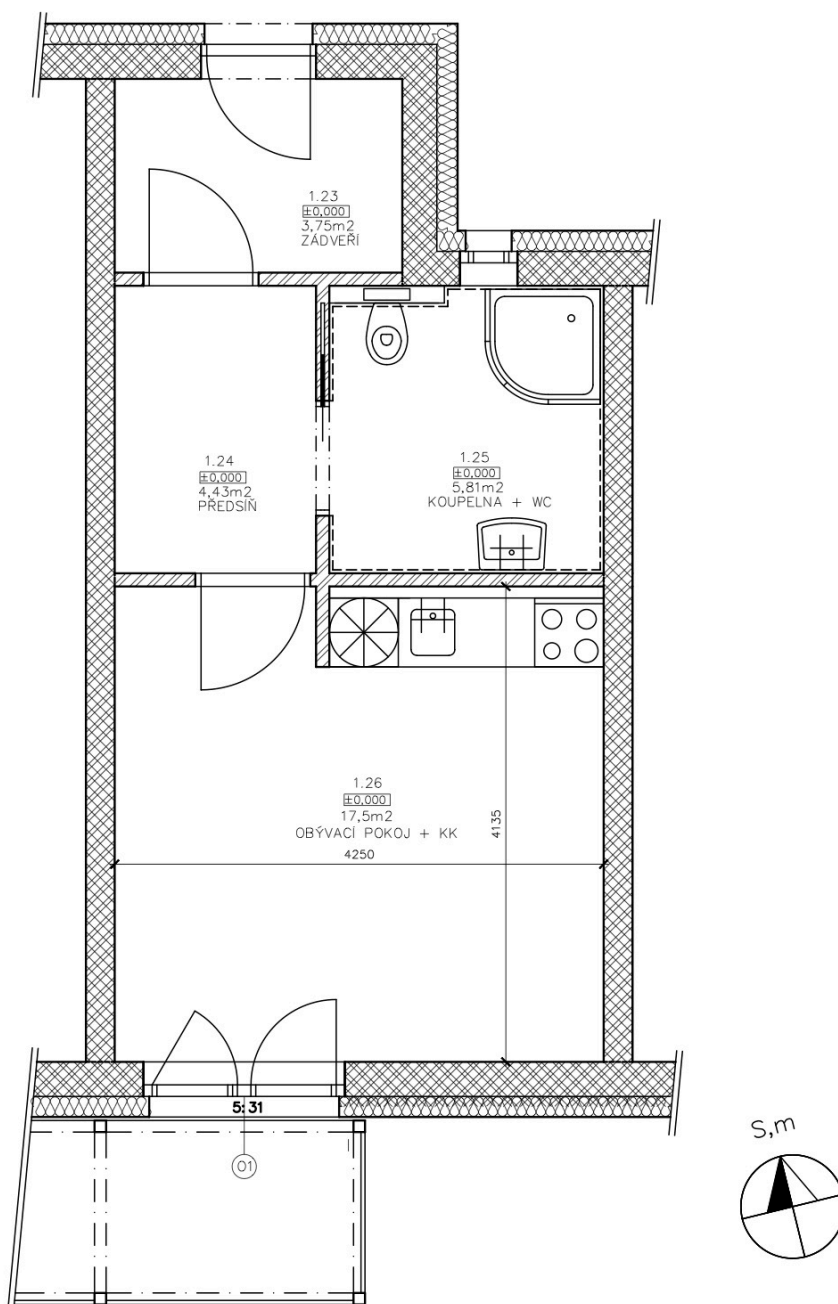 1.23
±0,000
3,75m2
ZÁDVEŘÍ
1.24
±0,000
4,43m2
PŘEDSÍŇ
1.25
±0,000
5,81m2
KOUPELNA + WC
1.26
±0,000
17,5m2
OBÝVACÍ POKOJ + KK
4250
4135
5:31
01
S,m